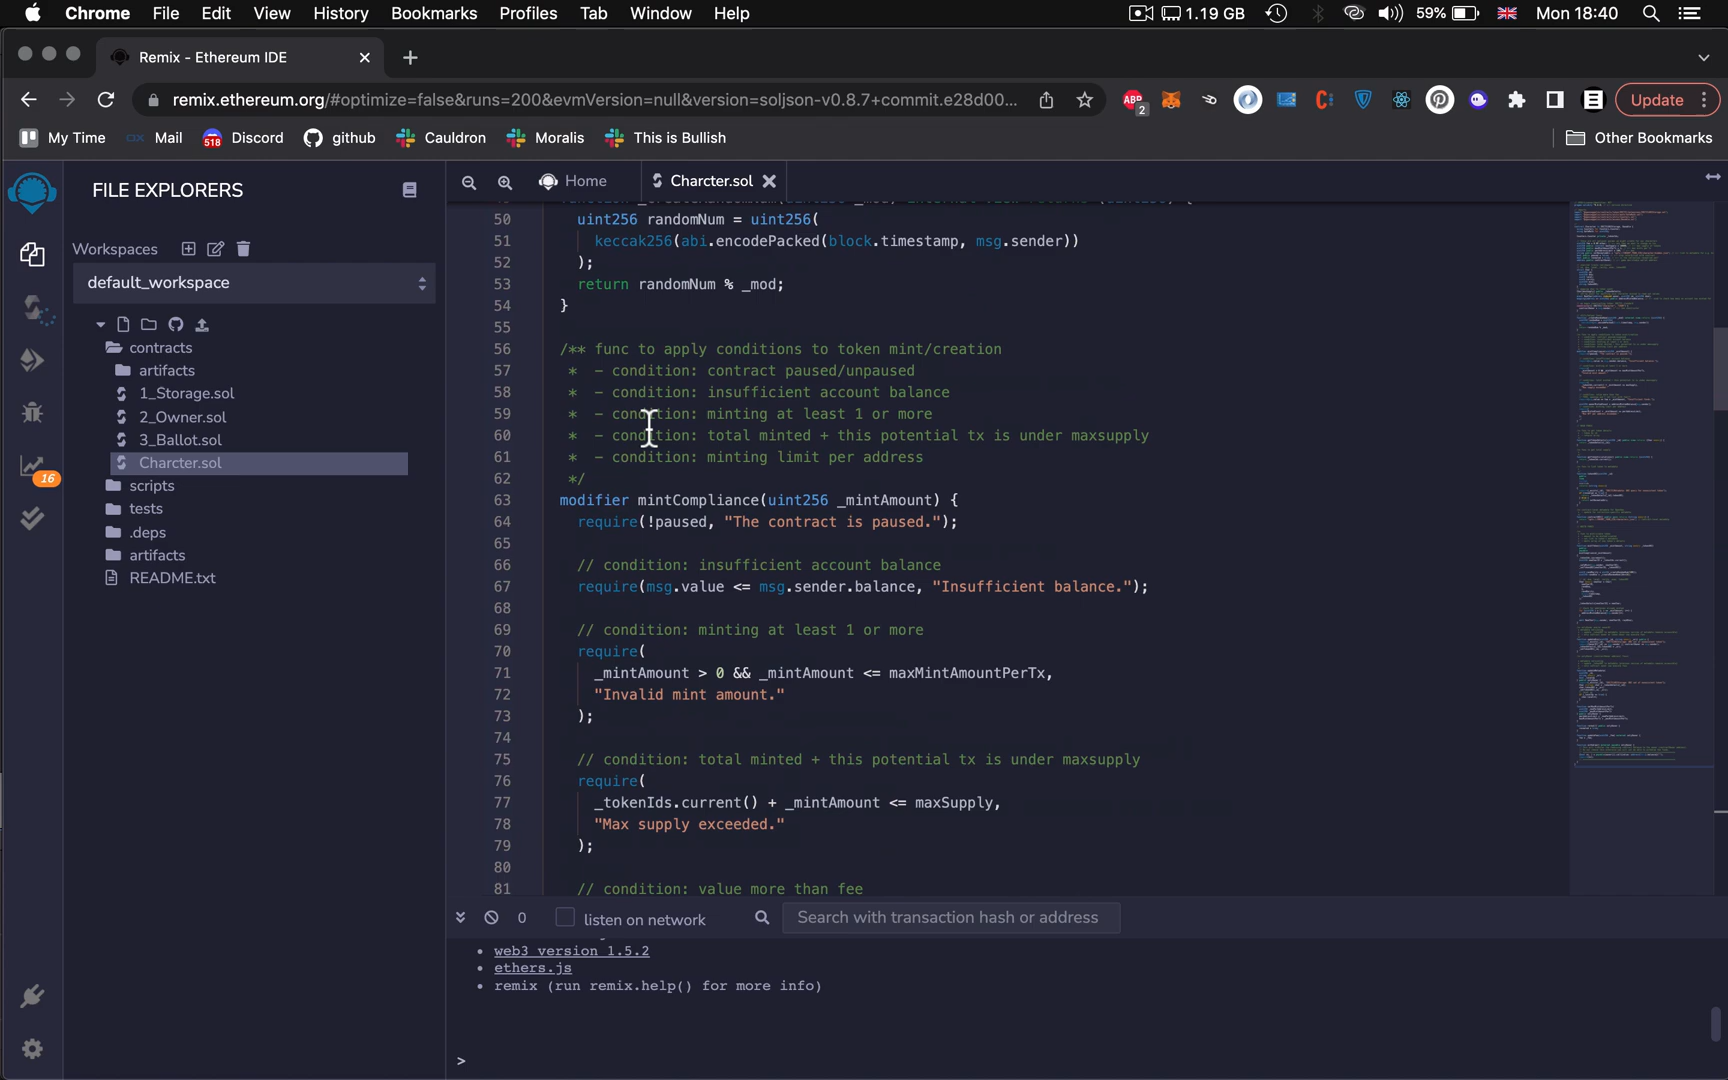 Chrome File Edit View History Bookmarks Profiles Tab Window Help 1.19 GB 59% Mon 18:40
Remix - Ethereum IDE
remix.ethereum.org/#optimize=false&runs=200&evmVersion=null&version=soljson-v0.8.7+commit.e28d00... ABP 2 Update
My Time Mail 518 Discord github Cauldron Moralis This is Bullish Other Bookmarks
FILE EXPLORERS
Workspaces
default_workspace
contracts
artifacts
1_Storage.sol
2_Owner.sol
3_Ballot.sol
Charcter.sol
scripts
tests
.deps
artifacts
README.txt
16
Home Charcter.sol
50 uint256 randomNum = uint256(
51 keccak256(abi.encodePacked(block.timestamp, msg.sender))
52 );
53 return randomNum % _mod;
54 }
55
56 /** func to apply conditions to token mint/creation
57 * - condition: contract paused/unpaused
58 * - condition: insufficient account balance
59 * - condition: minting at least 1 or more
60 * - condition: total minted + this potential tx is under maxsupply
61 * - condition: minting limit per address
62 */
63 modifier mintCompliance(uint256 _mintAmount) {
64 require(!paused, "The contract is paused.");
65
66 // condition: insufficient account balance
67 require(msg.value <= msg.sender.balance, "Insufficient balance.");
68
69 // condition: minting at least 1 or more
70 require(
71 _mintAmount > 0 && _mintAmount <= maxMintAmountPerTx,
72 "Invalid mint amount."
73 );
74
75 // condition: total minted + this potential tx is under maxsupply
76 require(
77 _tokenIds.current() + _mintAmount <= maxSupply,
78 "Max supply exceeded."
79 );
80
81 // condition: value more than fee
0 listen on network Search with transaction hash or address
web3 version 1.5.2
ethers.js
remix (run remix.help() for more info)
>